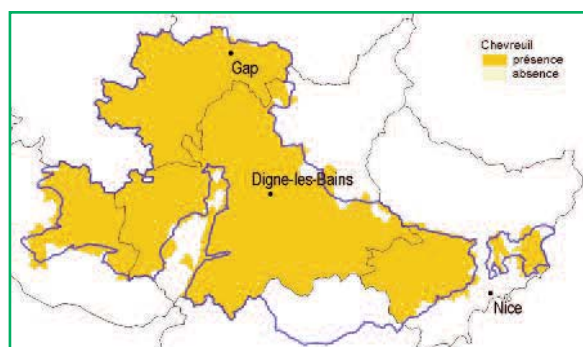 Chevreuil
présence
absence
Gap
Digne-les-Bains
Nice